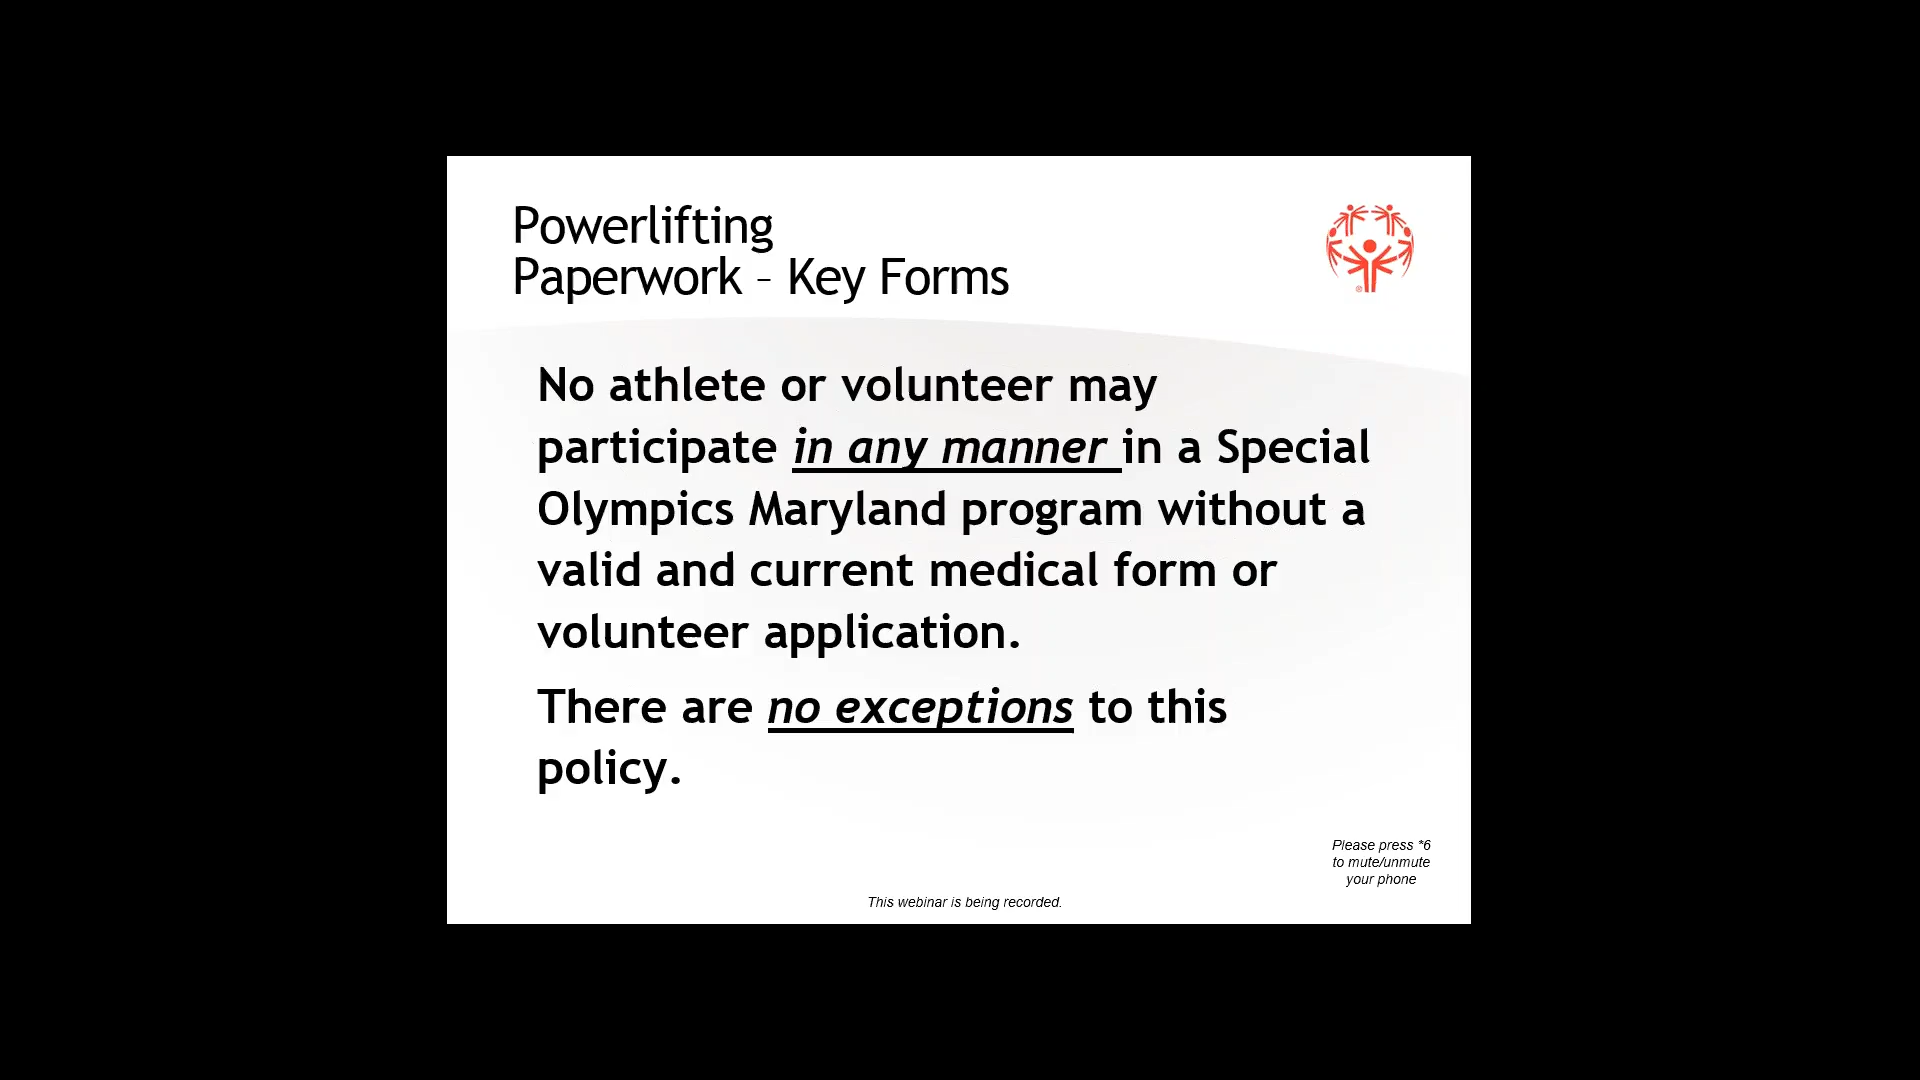 Powerlifting
Paperwork – Key Forms
No athlete or volunteer may
participate in any manner in a Special
Olympics Maryland program without a
valid and current medical form or
volunteer application.
There are no exceptions to this
policy.
Please press *6
to mute/unmute
your phone
This webinar is being recorded.
®